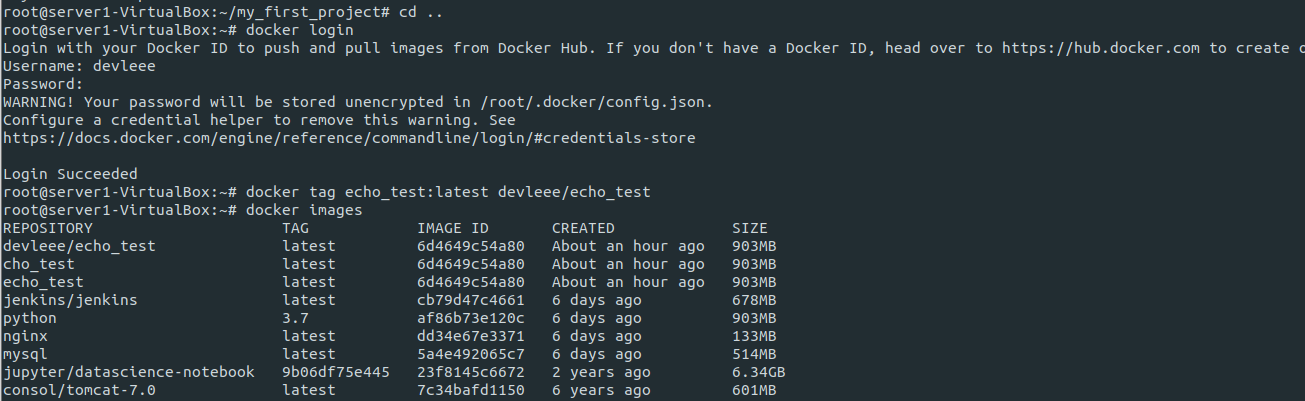 root@server1-VirtualBox:~/my_first_project# cd ..
root@server1-VirtualBox:~# docker login
Login with your Docker ID to push and pull images from Docker Hub. If you don't have a Docker ID, head over to https://hub.docker.com to create
Username: devleee
Password:
WARNING! Your password will be stored unencrypted in /root/.docker/config.json.
Configure a credential helper to remove this warning. See
https://docs.docker.com/engine/reference/commandline/login/#credentials-store
Login Succeeded
root@server1-VirtualBox:~# docker tag echo_test:latest devleee/echo_test
root@server1-VirtualBox:~# docker images
REPOSITORY TAG IMAGE ID CREATED SIZE
devleee/echo_test latest 6d4649c54a80 About an hour ago 903MB
cho_test latest 6d4649c54a80 About an hour ago 903MB
echo_test latest 6d4649c54a80 About an hour ago 903MB
jenkins/jenkins latest cb79d47c4661 6 days ago 678MB
python 3.7 af86b73e120c 6 days ago 903MB
nginx latest dd34e67e3371 6 days ago 133MB
mysql latest 5a4e492065c7 6 days ago 514MB
jupyter/datascience-notebook 9b06df75e445 23f8145c6672 2 years ago 6.34GB
consol/tomcat-7.0 latest 7c34bafd1150 6 years ago 601MB